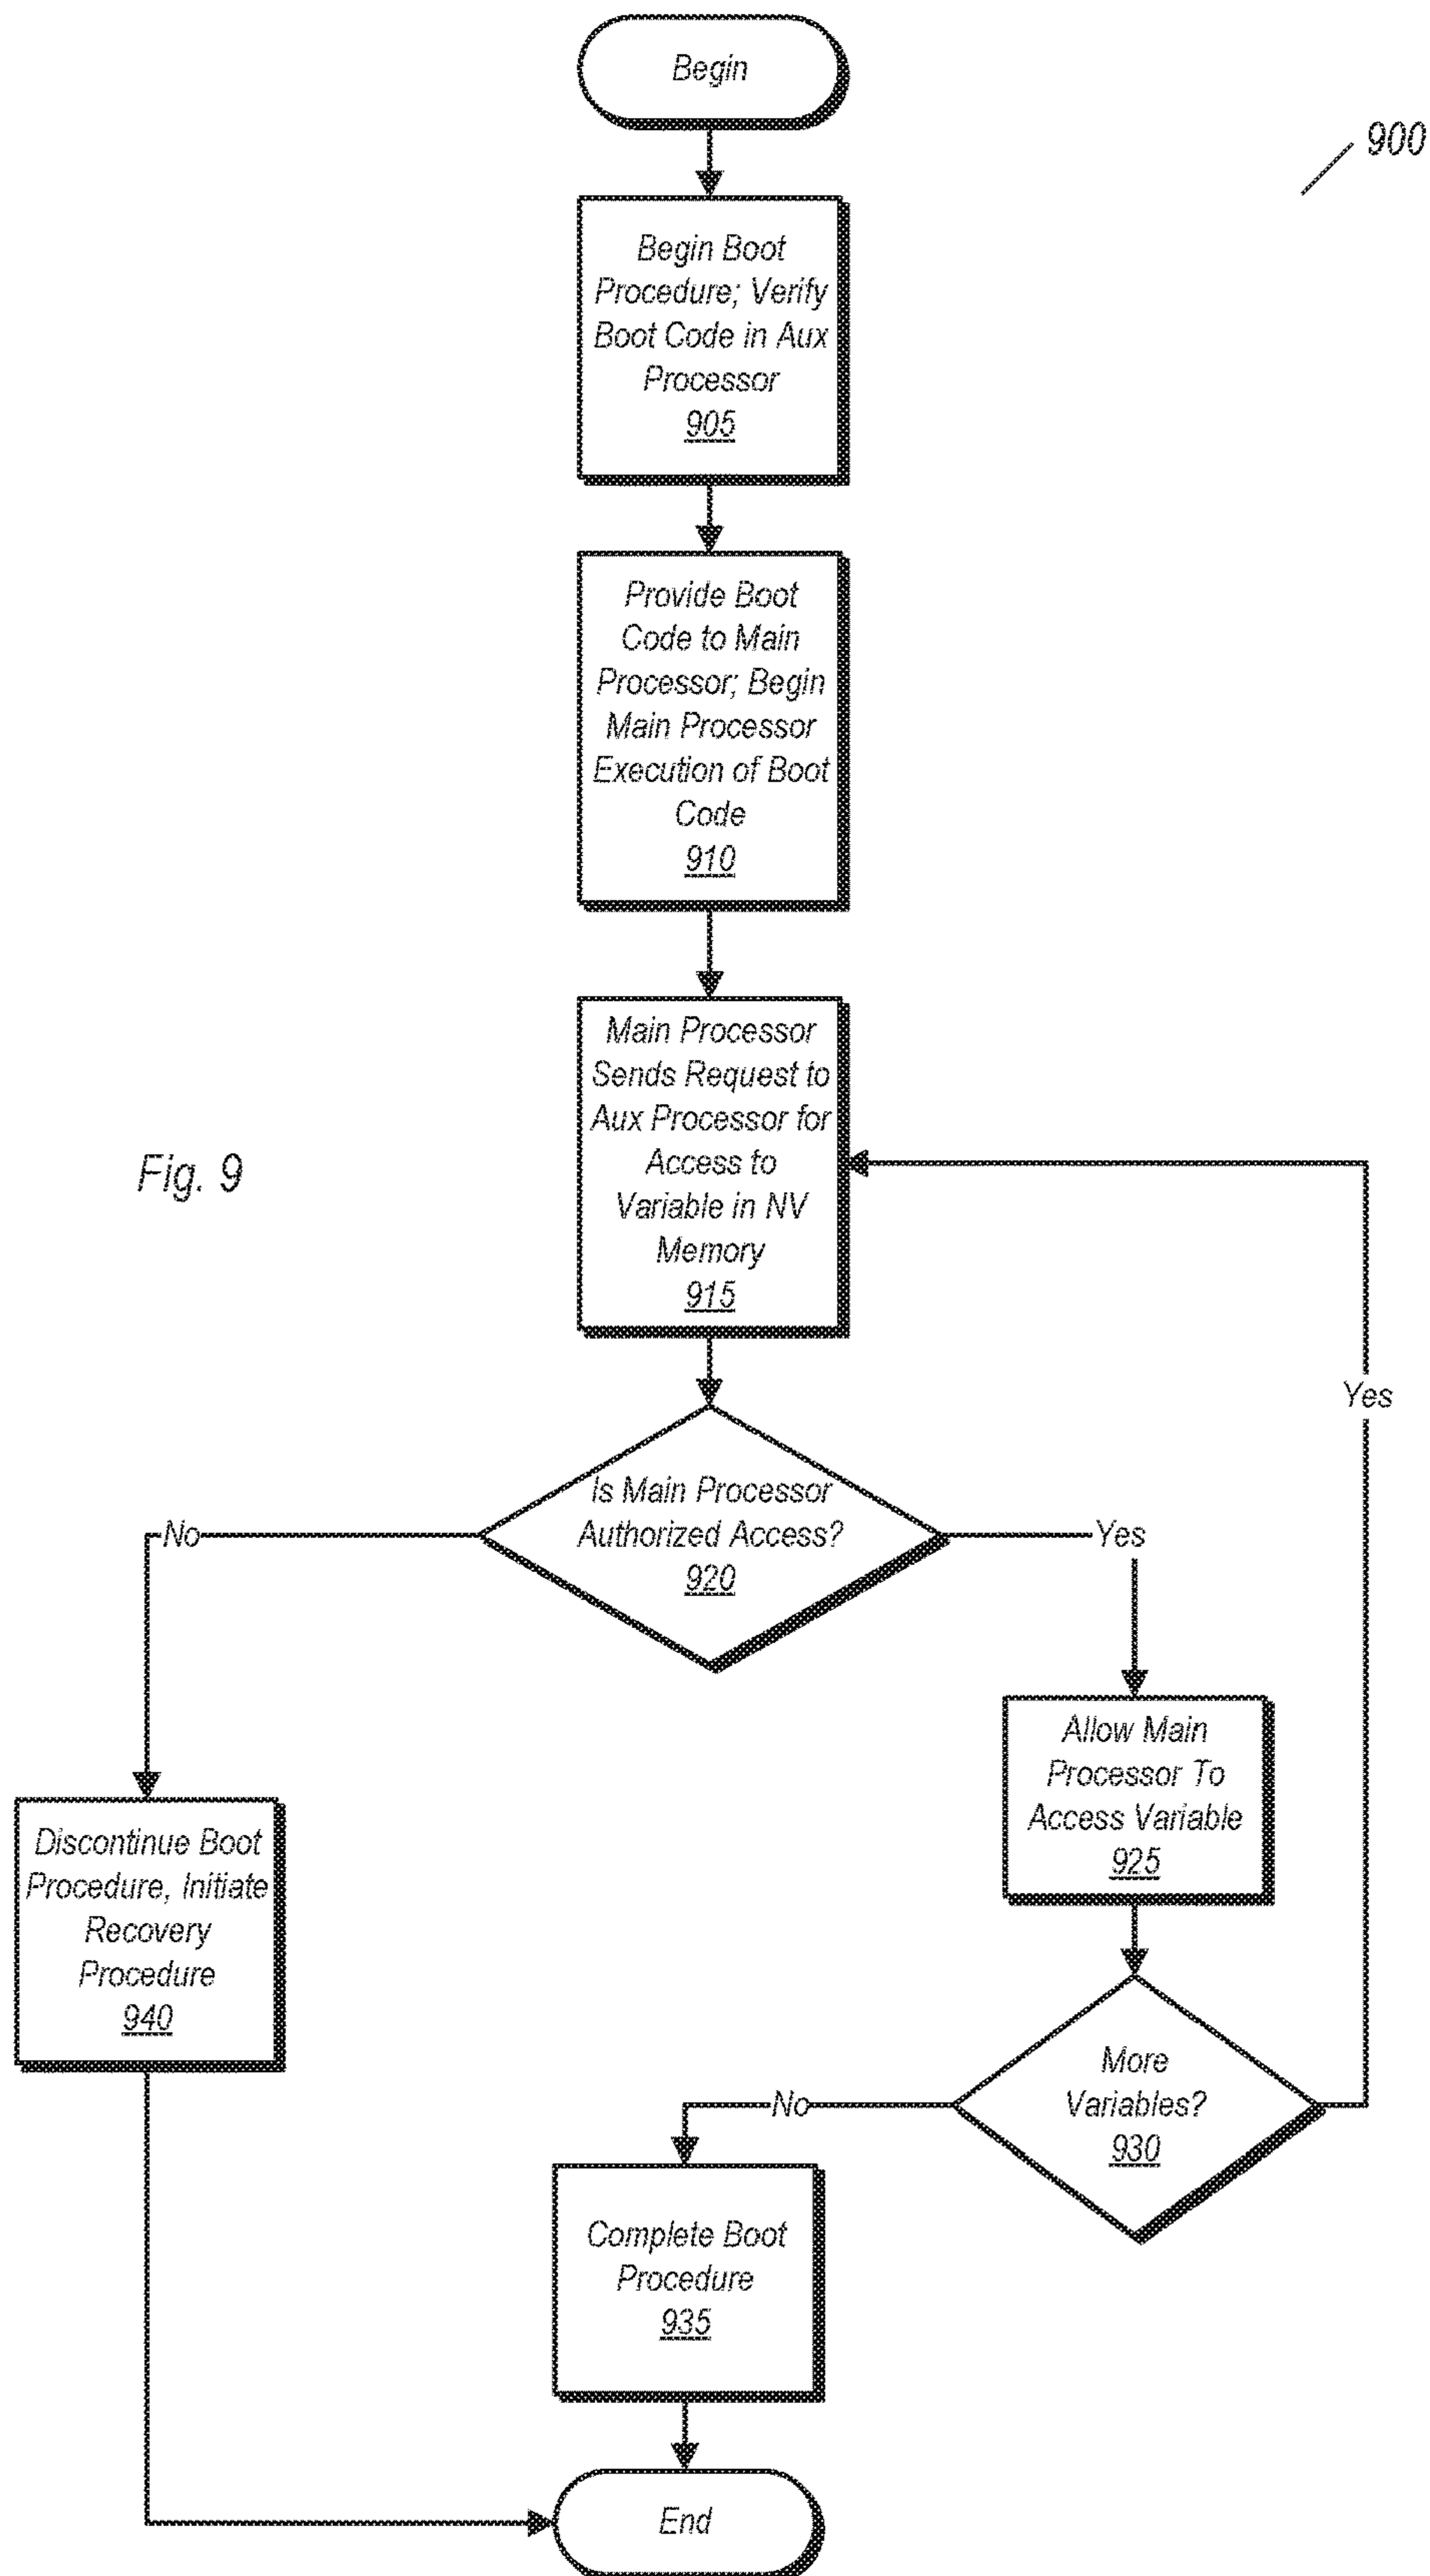 Begin
900
Begin Boot
Procedure; Verify
Boot Code in Aux
Processor
905
Provide Boot
Code to Main
Processor; Begin
Main Processor
Execution of Boot
Code
910
Main Processor
Sends Request to
Aux Processor for
Access to
Variable in NV
Memory
915
Fig. 9
Yes
Is Main Processor
Authorized Access?
920
No
Yes
Allow Main
Processor To
Access Variable
925
Discontinue Boot
Procedure, Initiate
Recovery
Procedure
940
More
Variables?
930
No
Complete Boot
Procedure
935
End